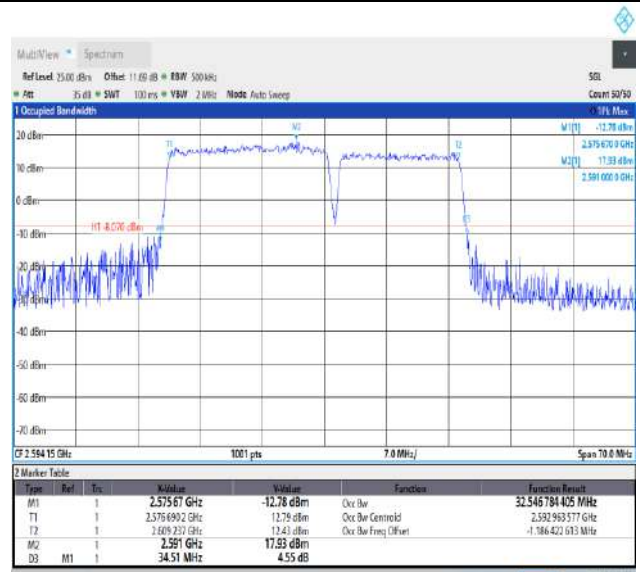 MultiView Spectrum
Ref Level 25.00 dBm Offset 11.69 dB RBW 500 kHz SGL
Att 35 dB SWT 100 ms VBW 2 MHz Mode Auto Sweep Count 50/50
1 Occupied Bandwidth 1Pk Max
M1[1] -12.78 dBm
2.575 670 0 GHz
M2[1] 17.93 dBm
2.591 000 0 GHz
20 dBm
T1 M2 T2
10 dBm
0 dBm
H1 -8.070 dBm
-10 dBm
-20 dBm
-40 dBm
-50 dBm
-60 dBm
-70 dBm
CF 2.594 15 GHz 1001 pts 7.0 MHz/ Span 70.0 MHz
2 Marker Table
Type Ref Trc X-Value Y-Value Function Function Result
M1 1 2.575 67 GHz -12.78 dBm Occ Bw 32.546 784 405 MHz
T1 1 2.576 690 2 GHz 12.79 dBm Occ Bw Centroid 2.592 963 577 GHz
T2 1 2.609 237 GHz 12.43 dBm Occ Bw Freq Offset -1.186 422 613 MHz
M2 1 2.591 GHz 17.93 dBm
D3 M1 1 34.51 MHz 4.55 dB